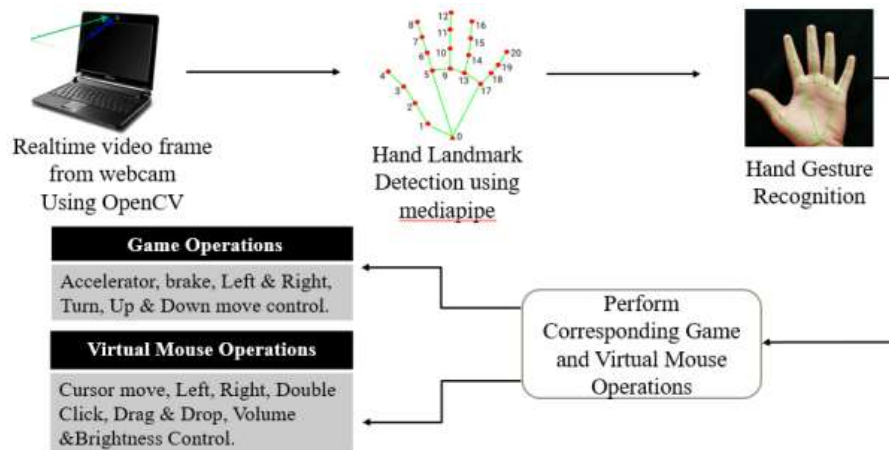 Realtime video frame
from webcam
Using OpenCV
12
8
16
11
7
15
20
6
10
14
19
4
5
9
13
18
3
17
2
1
0
Hand Landmark
Detection using
mediapipe
Hand Gesture
Recognition
Game Operations
Accelerator, brake, Left & Right,
Turn, Up & Down move control.
Virtual Mouse Operations
Cursor move, Left, Right, Double
Click, Drag & Drop, Volume
&Brightness Control.
Perform
Corresponding Game
and Virtual Mouse
Operations